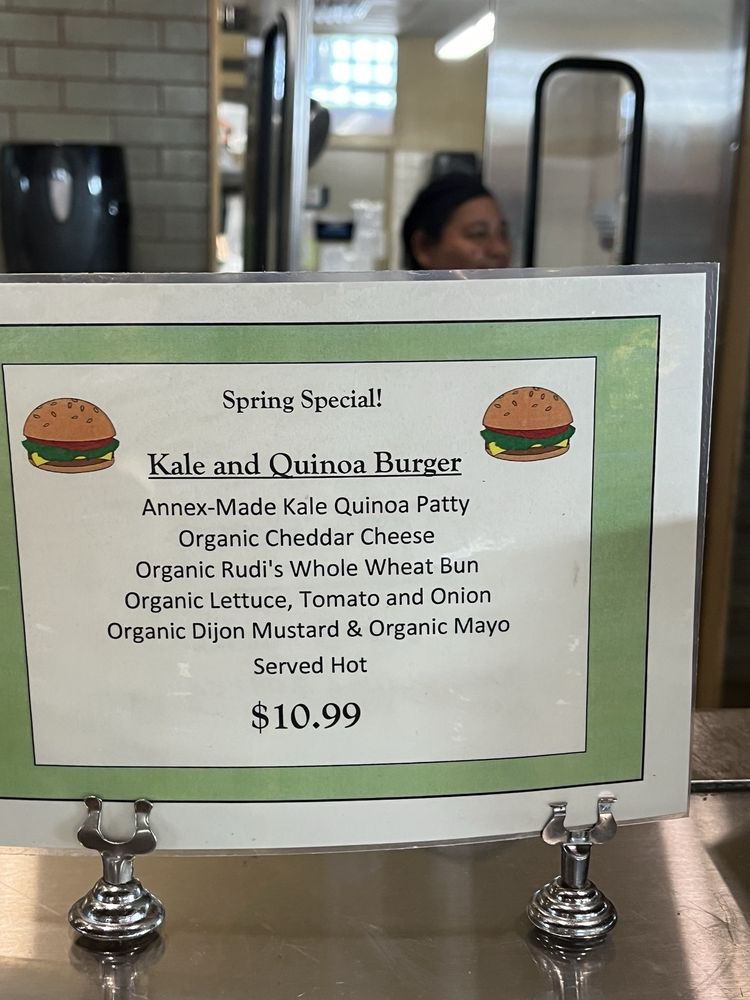 Spring Special!
Kale and Quinoa Burger
Annex-Made Kale Quinoa Patty
Organic Cheddar Cheese
Organic Rudi's Whole Wheat Bun
Organic Lettuce, Tomato and Onion
Organic Dijon Mustard & Organic Mayo
Served Hot
$10.99